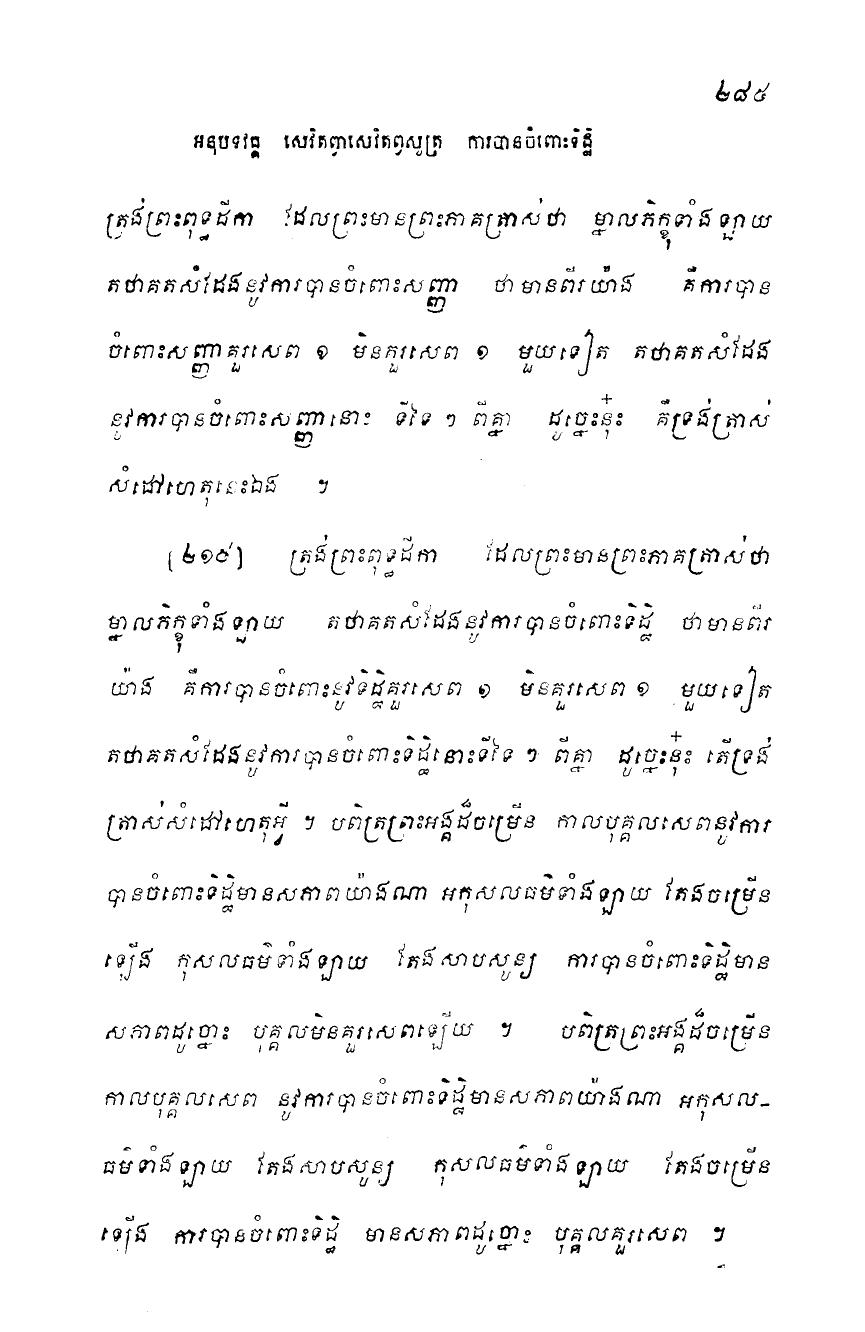 ២៨៥
អនុបទវគ្គ សេវិតព្វាសេវិតព្វសូត្រ ការបានចំពោះទិដ្ឋិ
ត្រង់ព្រះពុទ្ធដីកា ដែលព្រះមានព្រះភាគត្រាស់ថា ម្នាលភិក្ខុទាំងឡាយ
តថាគតសំដែងនូវការបានចំពោះសញ្ញា ថាមានពីរយ៉ាង គឺការបាន
ចំពោះសញ្ញាគួរសេព ១ មិនគួរសេព ១ មួយទៀត តថាគតសំដែង
នូវការបានចំពោះសញ្ញានោះ ទីទៃ ៗ ពីគ្នា ដូច្នេះនុ៎ះ គឺទ្រង់ត្រាស់
សំដៅហេតុនេះឯង ។
[២១៩] ត្រង់ព្រះពុទ្ធដីកា ដែលព្រះមានព្រះភាគត្រាស់ថា
ម្នាលភិក្ខុទាំងឡាយ តថាគតសំដែងនូវការបានចំពោះទិដ្ឋិ ថាមានពីរ
យ៉ាង គឺការបានចំពោះនូវទិដ្ឋិគួរសេព ១ មិនគួរសេព ១ មួយទៀត
តថាគតសំដែងនូវការបានចំពោះទិដ្ឋិនោះទីទៃ ៗ ពីគ្នា ដូច្នេះនុ៎ះ តើទ្រង់
ត្រាស់សំដៅហេតុអ្វី ។ បពិត្រព្រះអង្គដ៏ចម្រើន កាលបុគ្គលសេពនូវការ
បានចំពោះទិដ្ឋិមានសភាពយ៉ាងណា អកុសលធម៌ទាំងឡាយ តែងចម្រើន
ឡើង កុសលធម៌ទាំងឡាយ តែងសាបសូន្យ ការបានចំពោះទិដ្ឋិមាន
សភាពដូច្នោះ បុគ្គលមិនគួរសេពឡើយ ។ បពិត្រព្រះអង្គដ៏ចម្រើន
កាលបុគ្គលសេព នូវការបានចំពោះទិដ្ឋិមានសភាពយ៉ាងណា អកុសល-
ធម៌ទាំងឡាយ តែងសាបសូន្យ កុសលធម៌ទាំងឡាយ តែងចម្រើន
ឡើង ការបានចំពោះទិដ្ឋិ មានសភាពដូច្នោះ បុគ្គលគួរសេព ។